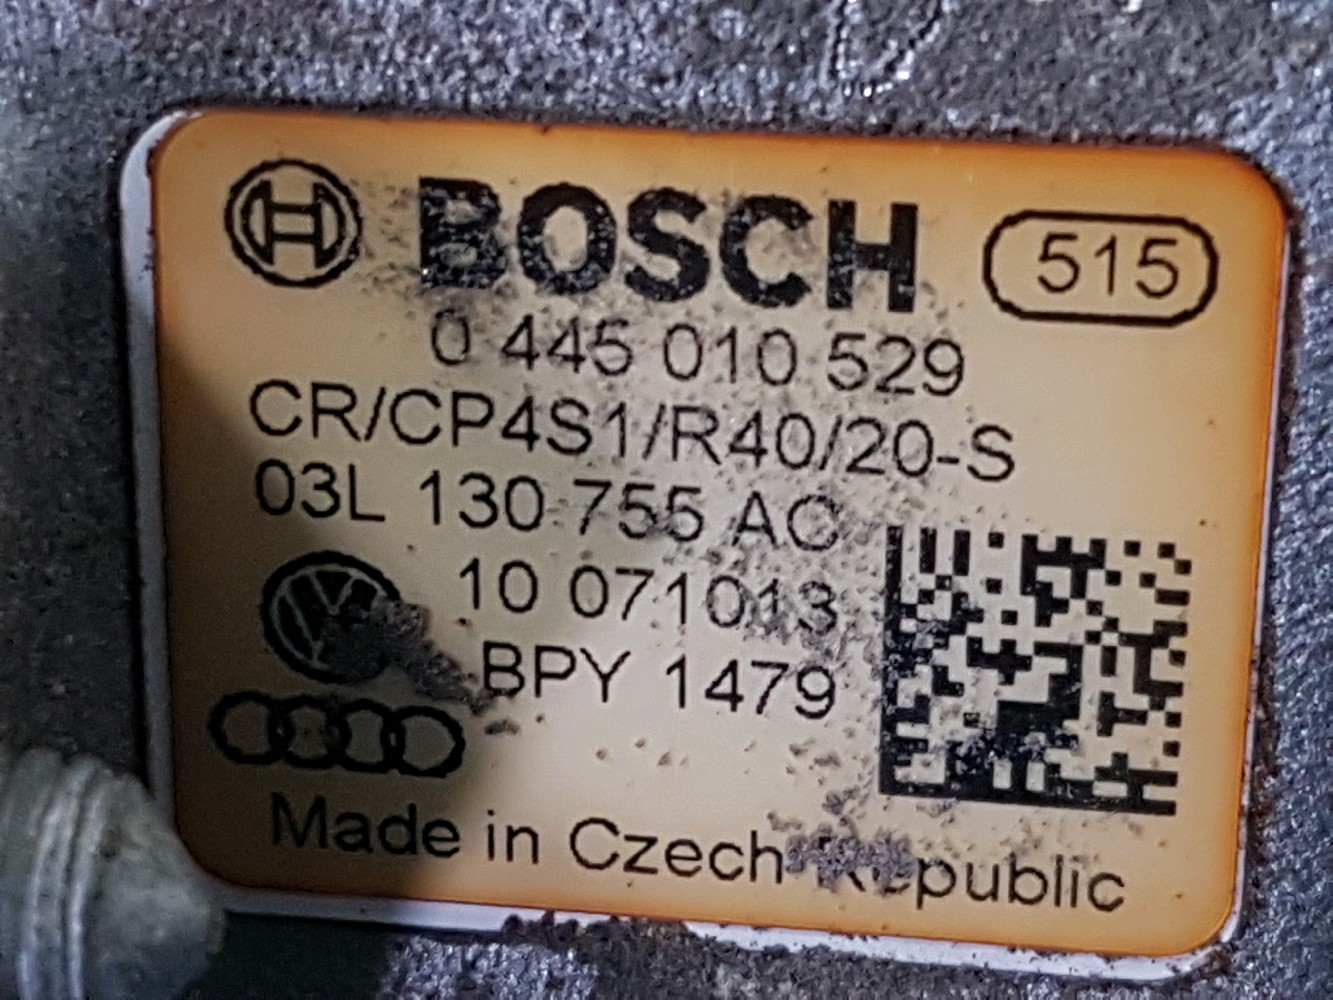 BOSCH 515
0 445 010 529
CR/CP4S1/R40/20-S
03L 130 755 AC
10 071013
BPY 1479
Made in Czech Republic